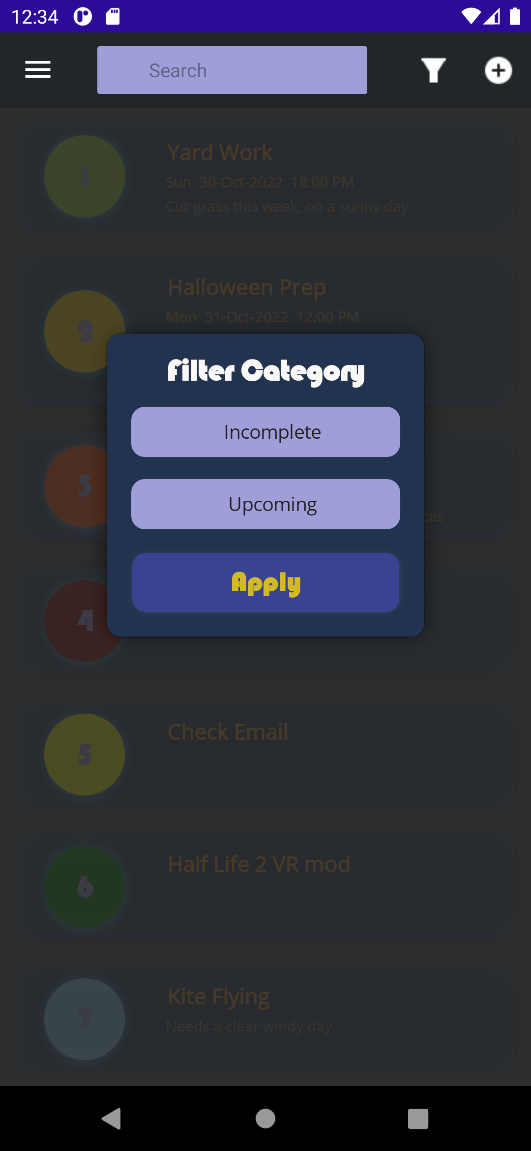 12:34
Search
1
Yard Work
Sun 30-Oct-2022 18:00 PM
Cut grass this week, on a sunny day
Halloween Prep
2
Mon 31-Oct-2022 12:00 PM
Filter Category
Incomplete
3
Upcoming
Apply
4
5
Check Email
6
Half Life 2 VR mod
7
Kite Flying
Needs a clear windy day